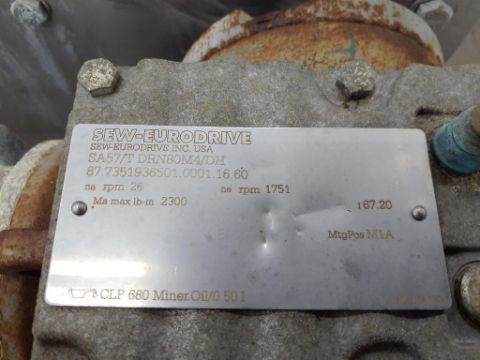 SEW-EURODRIVE
SEW-EURODRIVE INC. USA
SA57/T DRN80M4/DH
87.7351936501.0001.16.60
na rpm 26 ne rpm 1751
Ma max lb-in 2300 i 67.20
MtgPos M1A
CLP 680 Miner.Oil/0.50 l